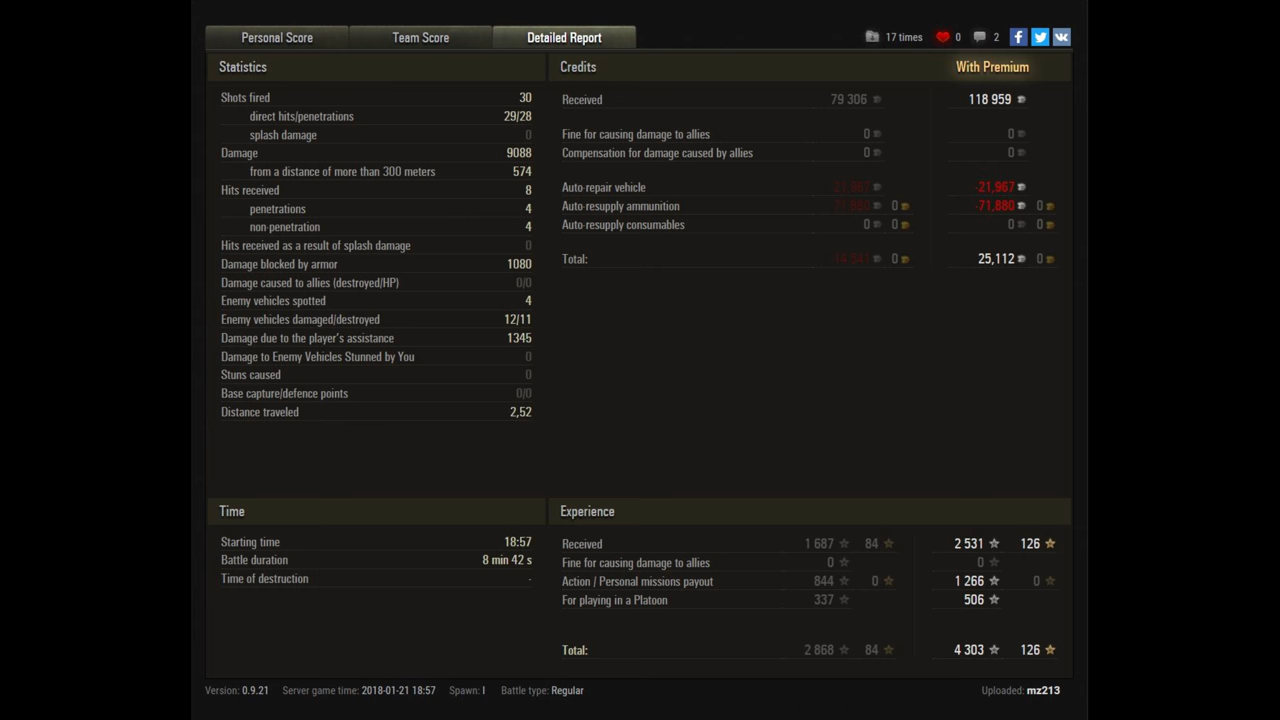 Personal Score Team Score Detailed Report 17 times 0 2
Statistics
Shots fired 30
direct hits/penetrations 29/28
splash damage 0
Damage 9088
from a distance of more than 300 meters 574
Hits received 8
penetrations 4
non-penetration 4
Hits received as a result of splash damage 0
Damage blocked by armor 1080
Damage caused to allies (destroyed/HP) 0/0
Enemy vehicles spotted 4
Enemy vehicles damaged/destroyed 12/11
Damage due to the player's assistance 1345
Damage to Enemy Vehicles Stunned by You 0
Stuns caused 0
Base capture/defence points 0/0
Distance traveled 2,52
Credits With Premium
Received 79 306 118 959
Fine for causing damage to allies 0 0
Compensation for damage caused by allies 0 0
Auto repair vehicle -21,967 -21,967
Auto resupply ammunition -71,880 0 -71,880 0
Auto resupply consumables 0 0 0 0
Total: 0 25,112 0
Time
Starting time 18:57
Battle duration 8 min 42 s
Time of destruction -
Experience
Received 1 687 84 2 531 126
Fine for causing damage to allies 0 0
Action / Personal missions payout 844 0 1 266 0
For playing in a Platoon 337 506
Total: 2 868 84 4 303 126
Version: 0.9.21 Server game time: 2018-01-21 18:57 Spawn: I Battle type: Regular Uploaded: mz213